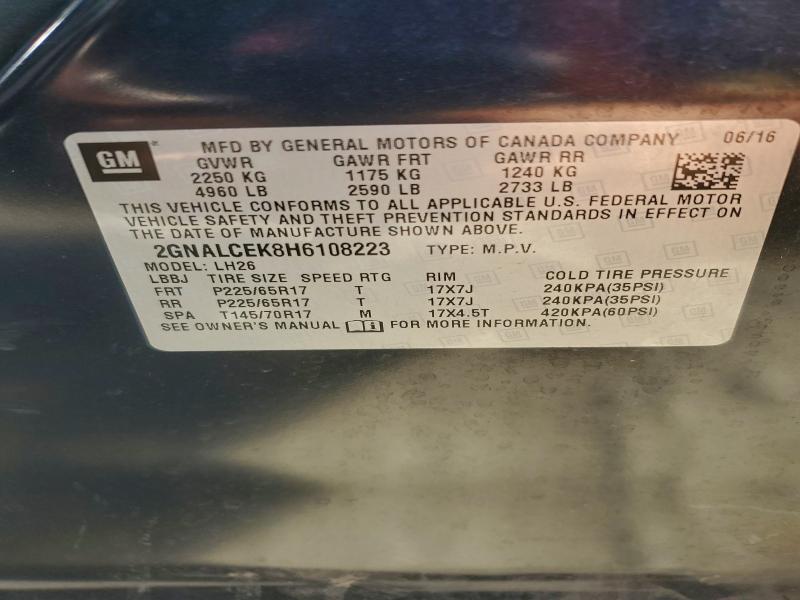 GM MFD BY GENERAL MOTORS OF CANADA COMPANY 06/16
GVWR GAWR FRT GAWR RR
2250 KG 1175 KG 1240 KG
4960 LB 2590 LB 2733 LB
THIS VEHICLE CONFORMS TO ALL APPLICABLE U.S. FEDERAL MOTOR
VEHICLE SAFETY AND THEFT PREVENTION STANDARDS IN EFFECT ON
THE DATE OF MANUFACTURE SHOWN ABOVE.
2GNALCEK8H6108223 TYPE: M.P.V.
MODEL: LH26
LBBJ TIRE SIZE SPEED RTG RIM COLD TIRE PRESSURE
FRT P225/65R17 T 17X7J 240KPA(35PSI)
RR P225/65R17 T 17X7J 240KPA(35PSI)
SPA T145/70R17 M 17X4.5T 420KPA(60PSI)
SEE OWNER'S MANUAL FOR MORE INFORMATION.